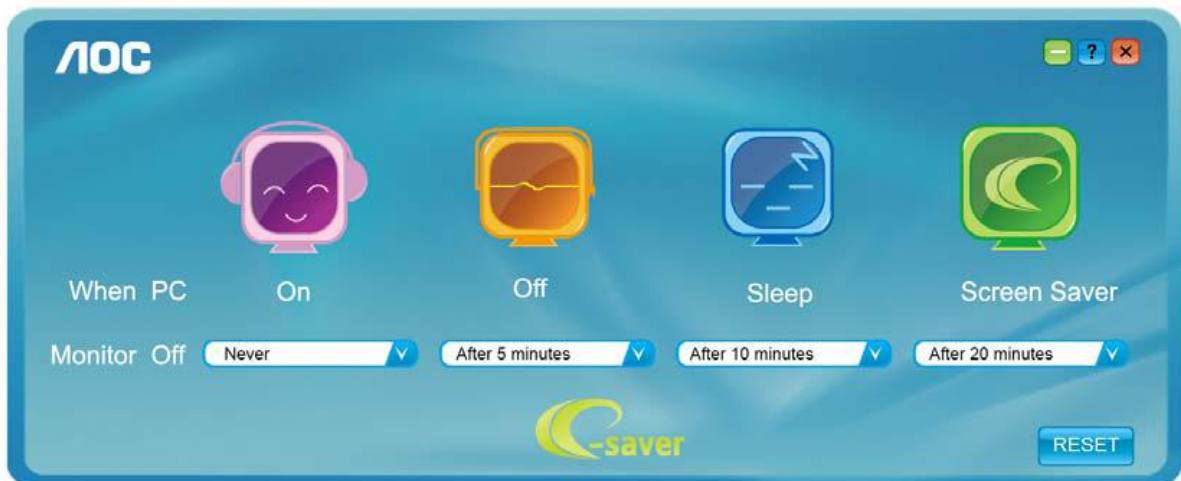 AOC
?
When PC On Off Sleep Screen Saver
Monitor Off Never After 5 minutes After 10 minutes After 20 minutes
e-saver
RESET